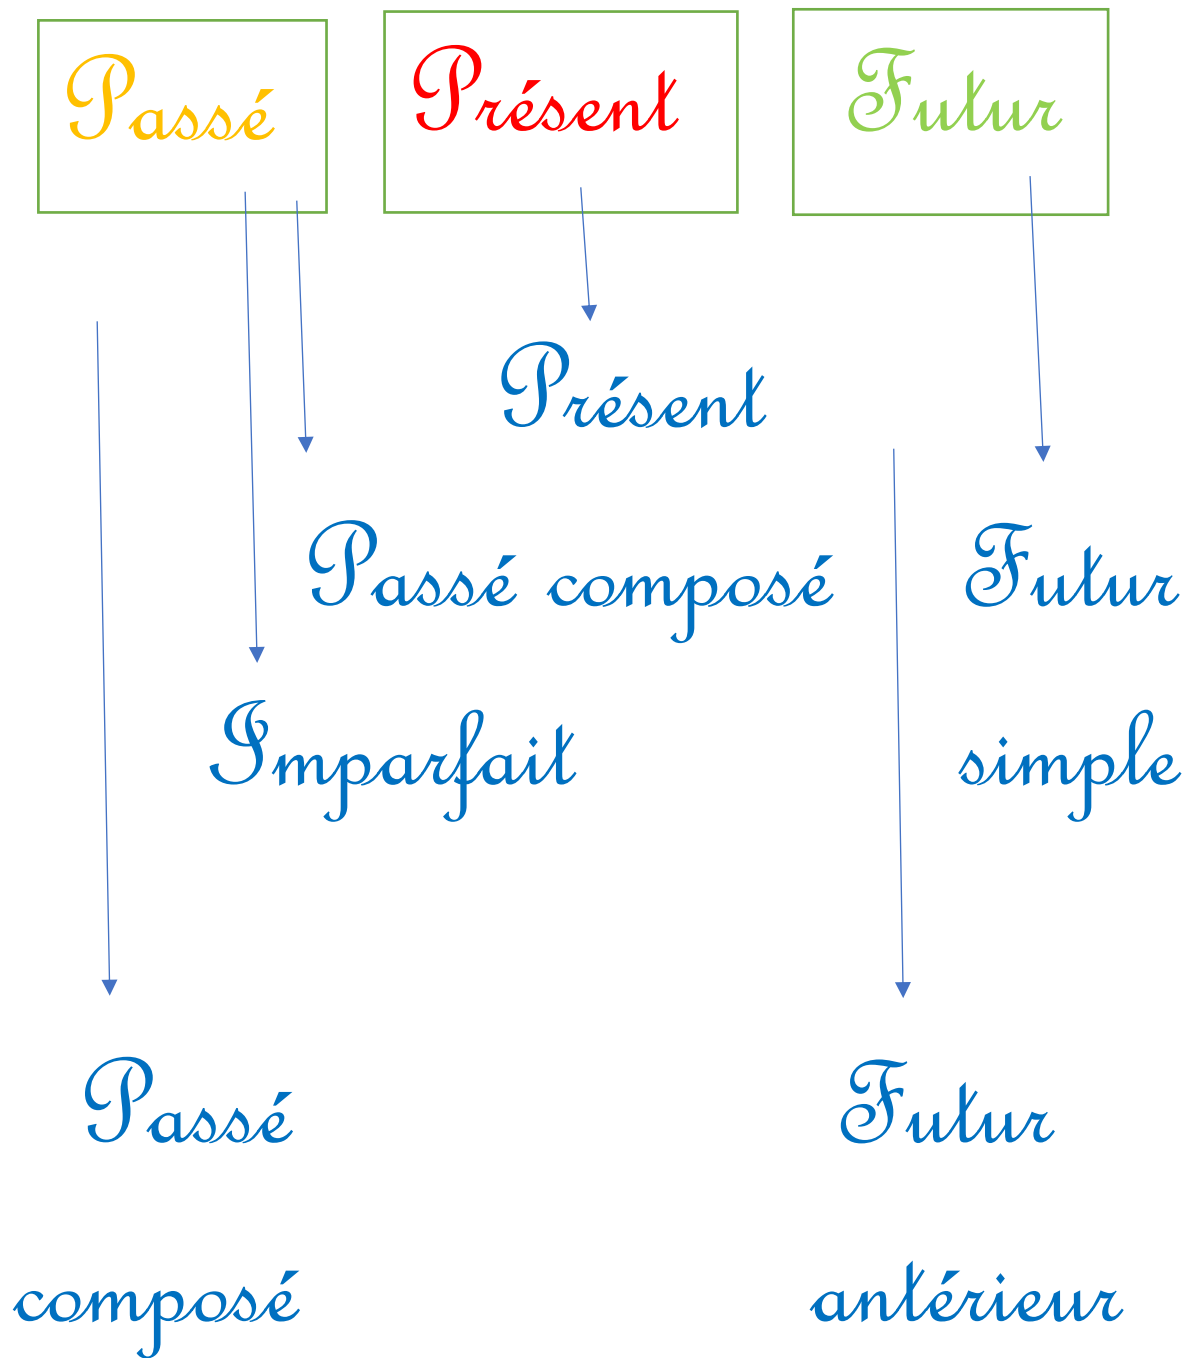 Passé Présent Futur
Présent
Passé composé Futur
Imparfait simple
Passé Futur
composé antérieur